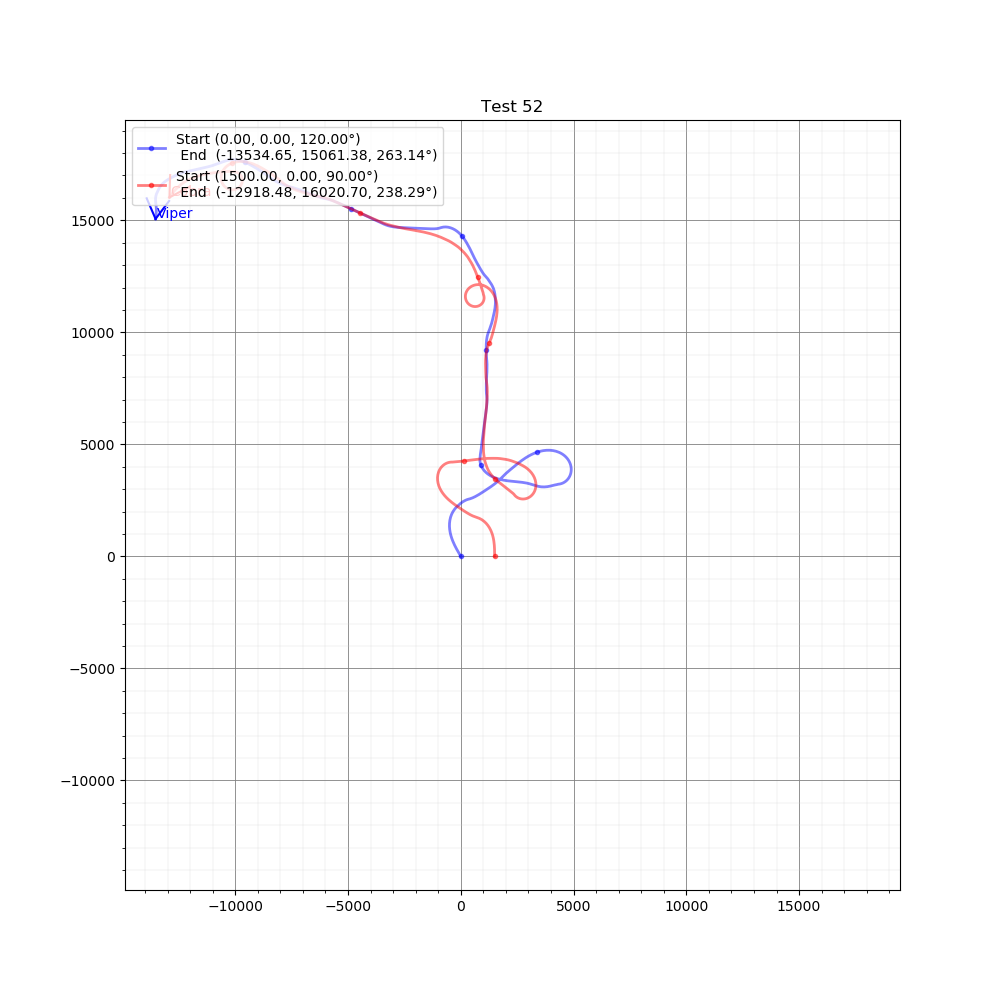 Test 52
Start (0.00, 0.00, 120.00°)
End  (-13534.65, 15061.38, 263.14°)
Start (1500.00, 0.00, 90.00°)
End  (-12918.48, 16020.70, 238.29°)
Viper
15000
10000
5000
0
−5000
−10000
−10000
−5000
0
5000
10000
15000